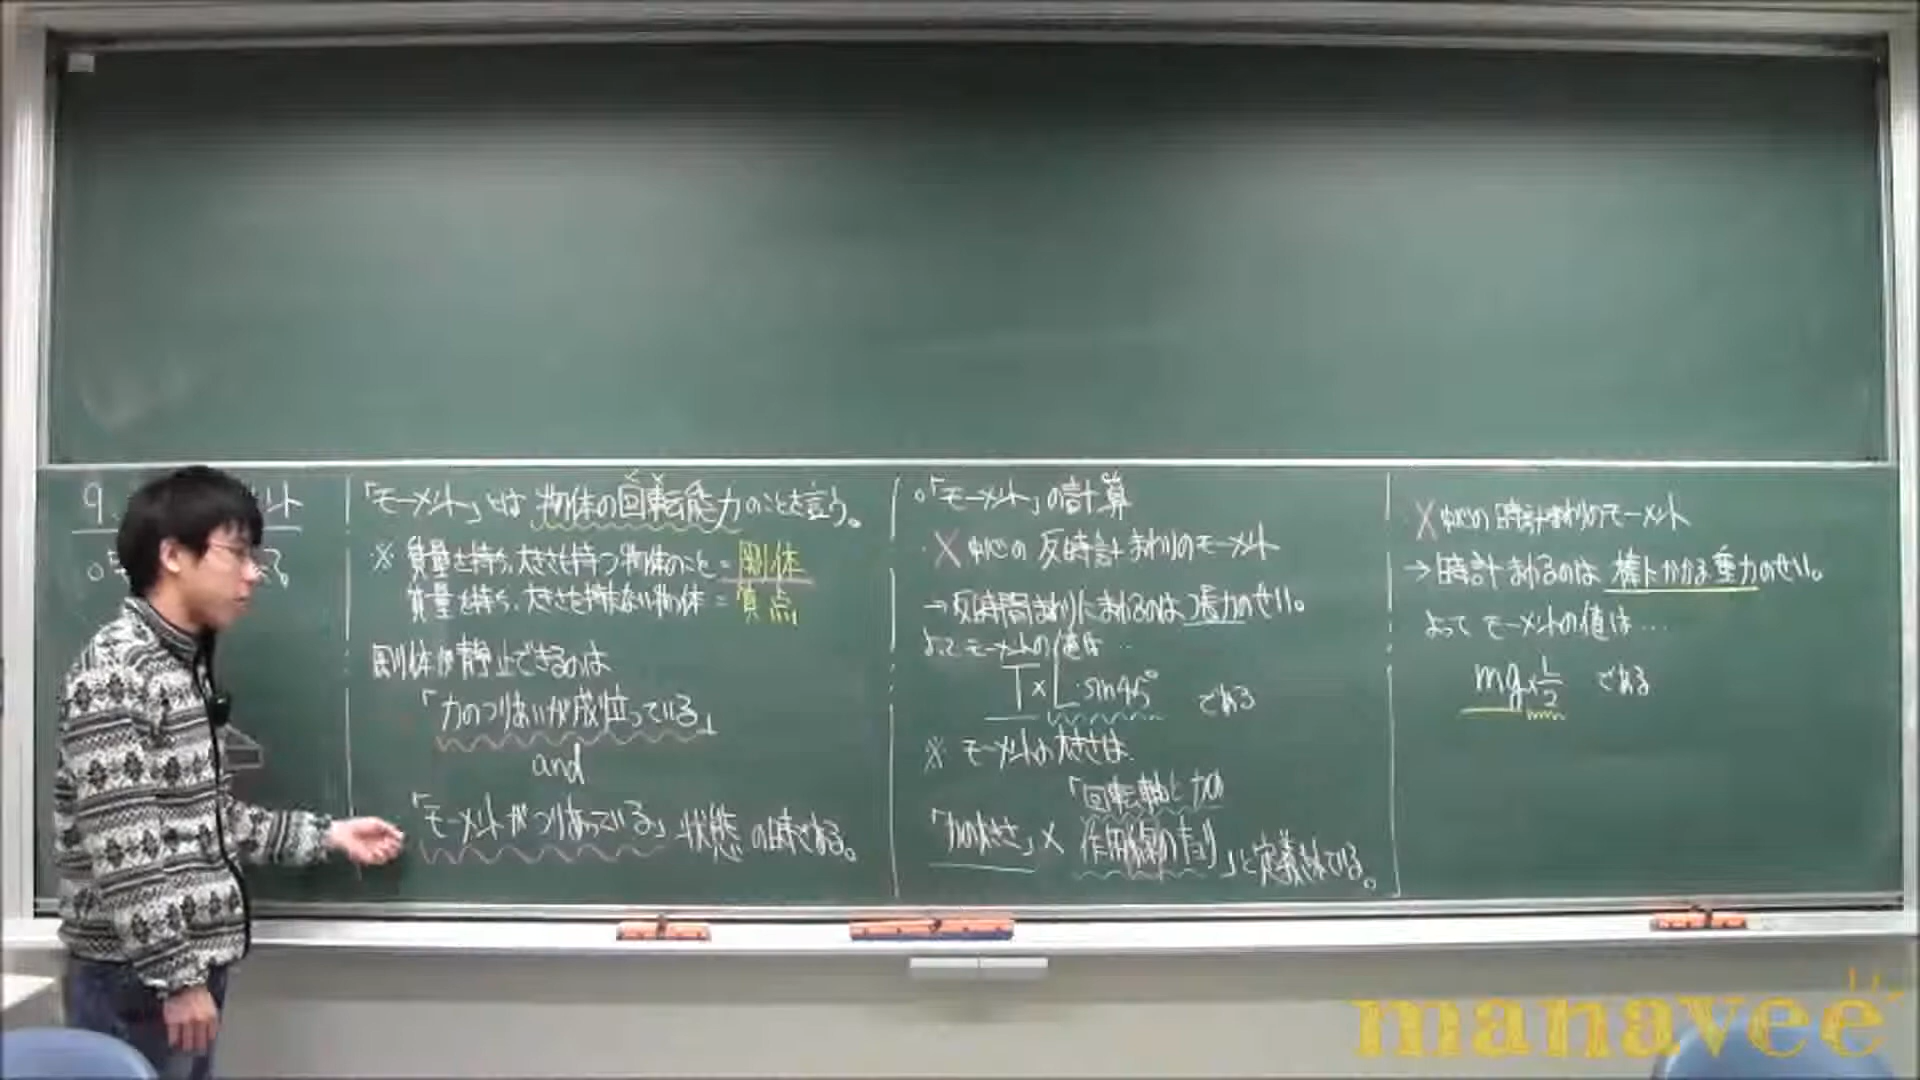 9.
「モーメント」とは物体の回転能力のことを言う。
※ 質量を持ち、大きさも持つ物体のこと = 剛体
質量を持ち、大きさを持たない物体 = 質点
剛体が静止できるのは
「力のつりあいが成り立っている」
and
「モーメントがつりあっている」状態の時である。
○「モーメント」の計算
・X中心の反時計まわりのモーメント
→反時計まわりにまわるのは張力のせい。
よってモーメントの値は…
T×L・sin45° である
※ モーメントの大きさは
「回転軸と力の
「力の大きさ」× 作用線の距離」と定義されている。
X中心の時計まわりのモーメント
→時計まわるのは棒にかかる重力のせい。
よってモーメントの値は…
mg×L/2 である
manavee